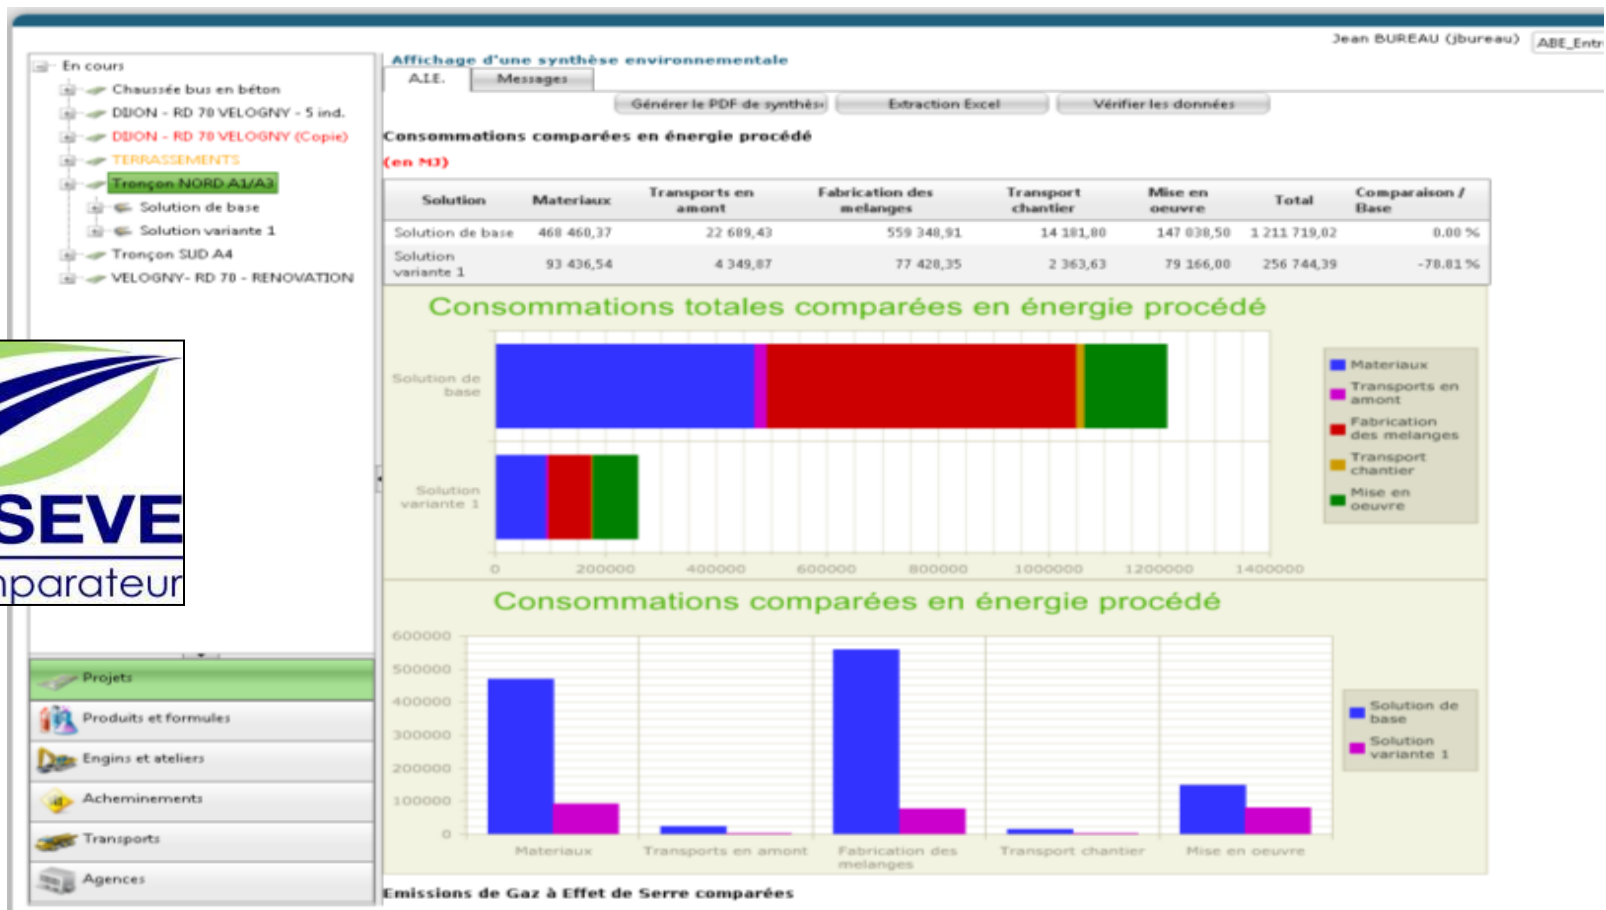 Jean BUREAU (jbureau)
ABE_Entr
En cours
Chaussée bus en béton
DIJON - RD 70 VELOGNY - 5 ind.
DIJON - RD 70 VELOGNY (Copie)
TERRASSEMENTS
Tronçon NORD A1/A3
Solution de base
Solution variante 1
Tronçon SUD A4
VELOGNY- RD 70 - RENOVATION
SEVE
mparateur
Projets
Produits et formules
Engins et ateliers
Acheminements
Transports
Agences
Affichage d'une synthèse environnementale
A.I.E. Messages
Générer le PDF de synthès Extraction Excel Vérifier les données
Consommations comparées en énergie procédé
(en MJ)
Solution Materiaux Transports en amont Fabrication des melanges Transport chantier Mise en oeuvre Total Comparaison / Base
Solution de base 468 460,37 22 689,43 559 348,91 14 181,80 147 038,50 1 211 719,02 0.00 %
Solution variante 1 93 436,54 4 349,87 77 428,35 2 363,63 79 166,00 256 744,39 -78.81 %
Consommations totales comparées en énergie procédé
Solution de
base
Solution
variante 1
0 200000 400000 600000 800000 1000000 1200000 1400000
Materiaux
Transports en
amont
Fabrication
des melanges
Transport
chantier
Mise en
oeuvre
Consommations comparées en énergie procédé
600000
500000
400000
300000
200000
100000
0
Materiaux Transports en amont Fabrication des melanges Transport chantier Mise en oeuvre
Solution de
base
Solution
variante 1
Emissions de Gaz à Effet de Serre comparées